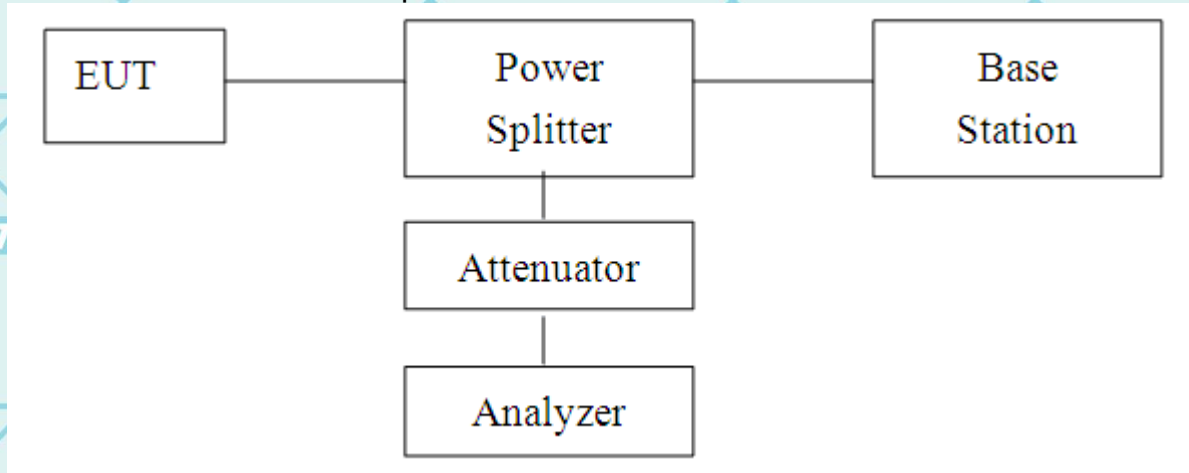 EUT
Power
Splitter
Base
Station
Attenuator
Analyzer